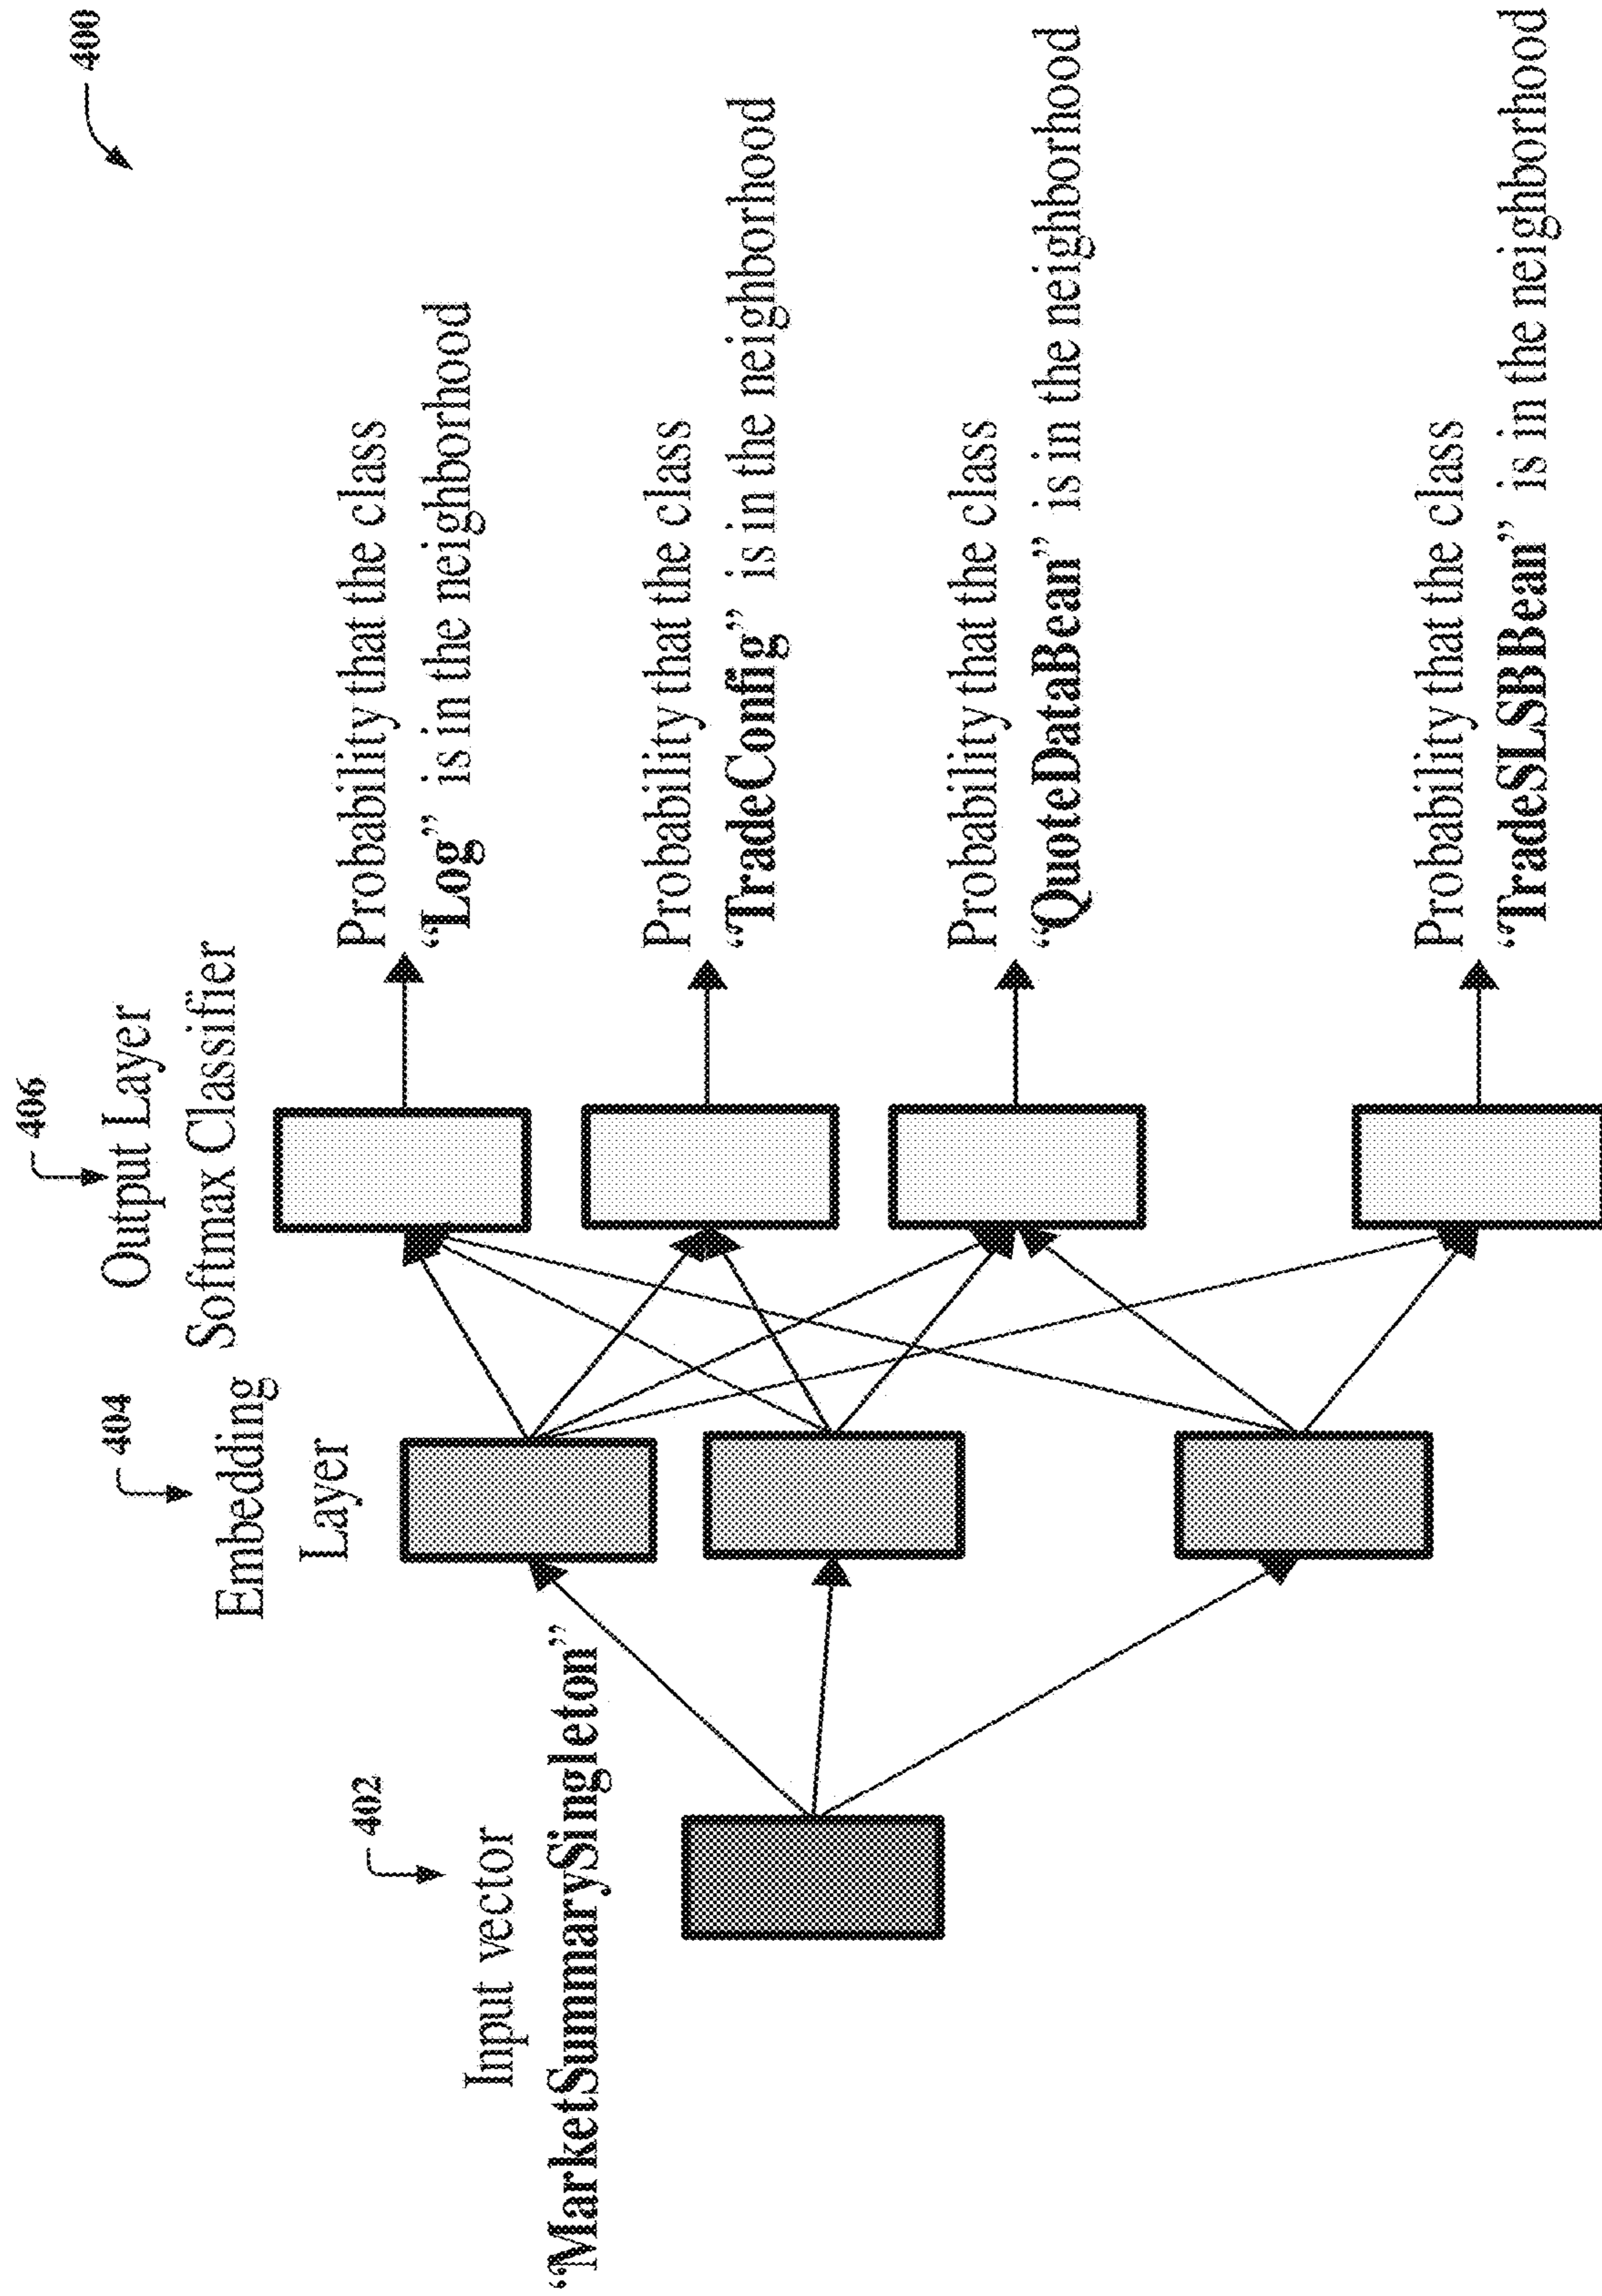 400
406
Output Layer
Softmax Classifier
404
Embedding
Layer
402
Input vector
“MarketSummarySingleton”
Probability that the class
“Log” is in the neighborhood
Probability that the class
“TradeConfig” is in the neighborhood
Probability that the class
“QuoteDataBean” is in the neighborhood
Probability that the class
“TradeSLSBBean” is in the neighborhood